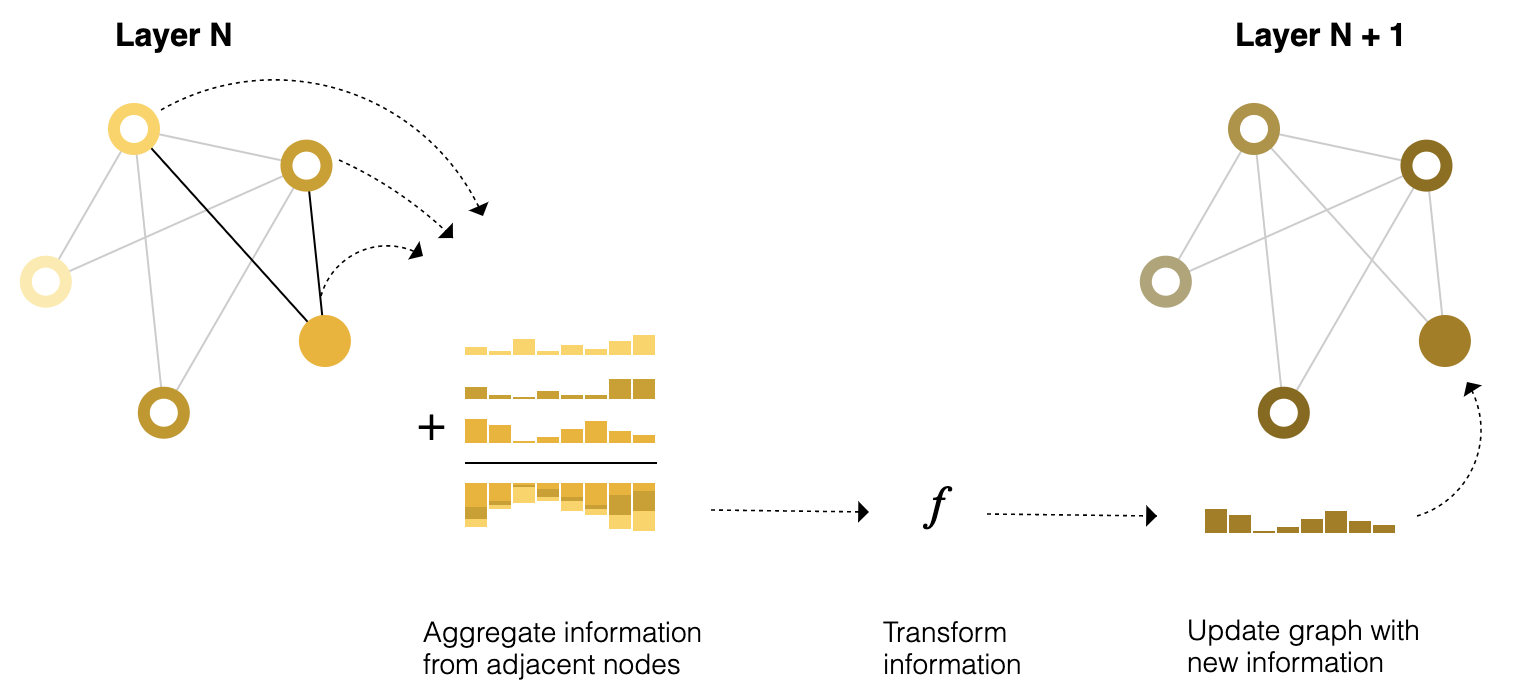 Layer N
Layer N + 1
+
f
Aggregate information
from adjacent nodes
Transform
information
Update graph with
new information